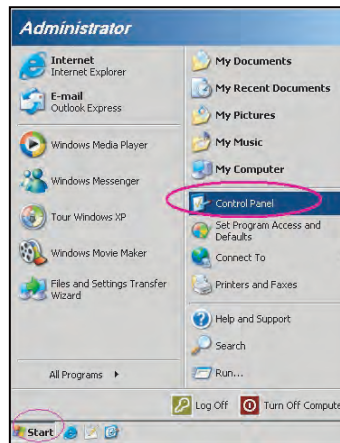 Administrator
Internet
Internet Explorer
E-mail
Outlook Express
Windows Media Player
Windows Messenger
Tour Windows XP
Windows Movie Maker
Files and Settings Transfer
Wizard
All Programs
My Documents
My Recent Documents
My Pictures
My Music
My Computer
Control Panel
Set Program Access and
Defaults
Connect To
Printers and Faxes
Help and Support
Search
Run...
Log Off
Turn Off Compute
Start